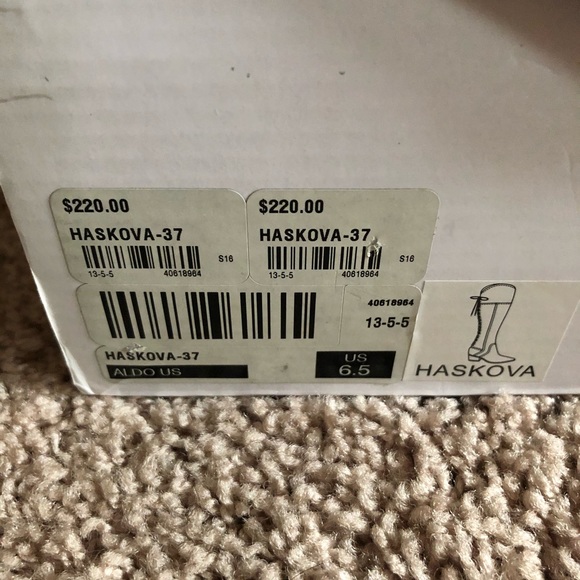 $220.00
HASKOVA-37
S16
13-5-5 40618964
$220.00
HASKOVA-37
S16
13-5-5 40618964
40618964
13-5-5
HASKOVA-37
ALDO US
US
6.5
HASKOVA